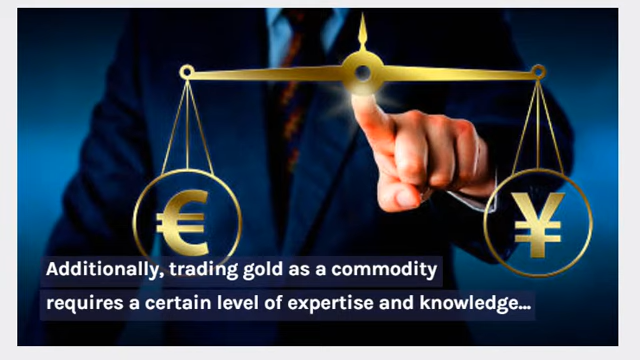 €
¥
Additionally, trading gold as a commodity
requires a certain level of expertise and knowledge...